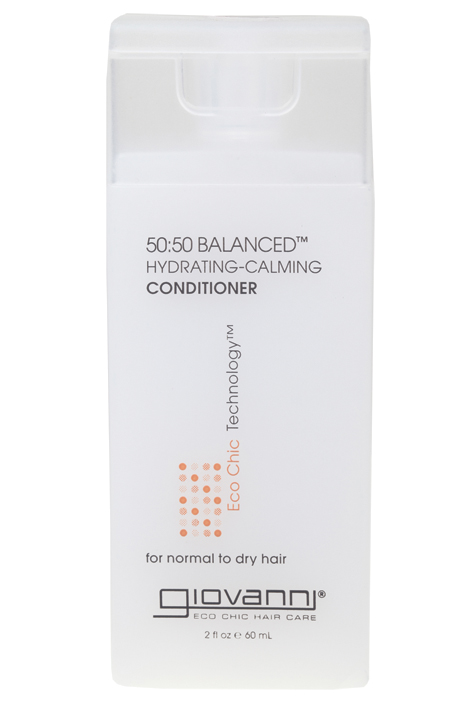 50:50 BALANCED™
HYDRATING-CALMING
CONDITIONER
Eco Chic Technology™
for normal to dry hair
giovanni®
ECO CHIC HAIR CARE
2 fl oz ℮ 60 mL